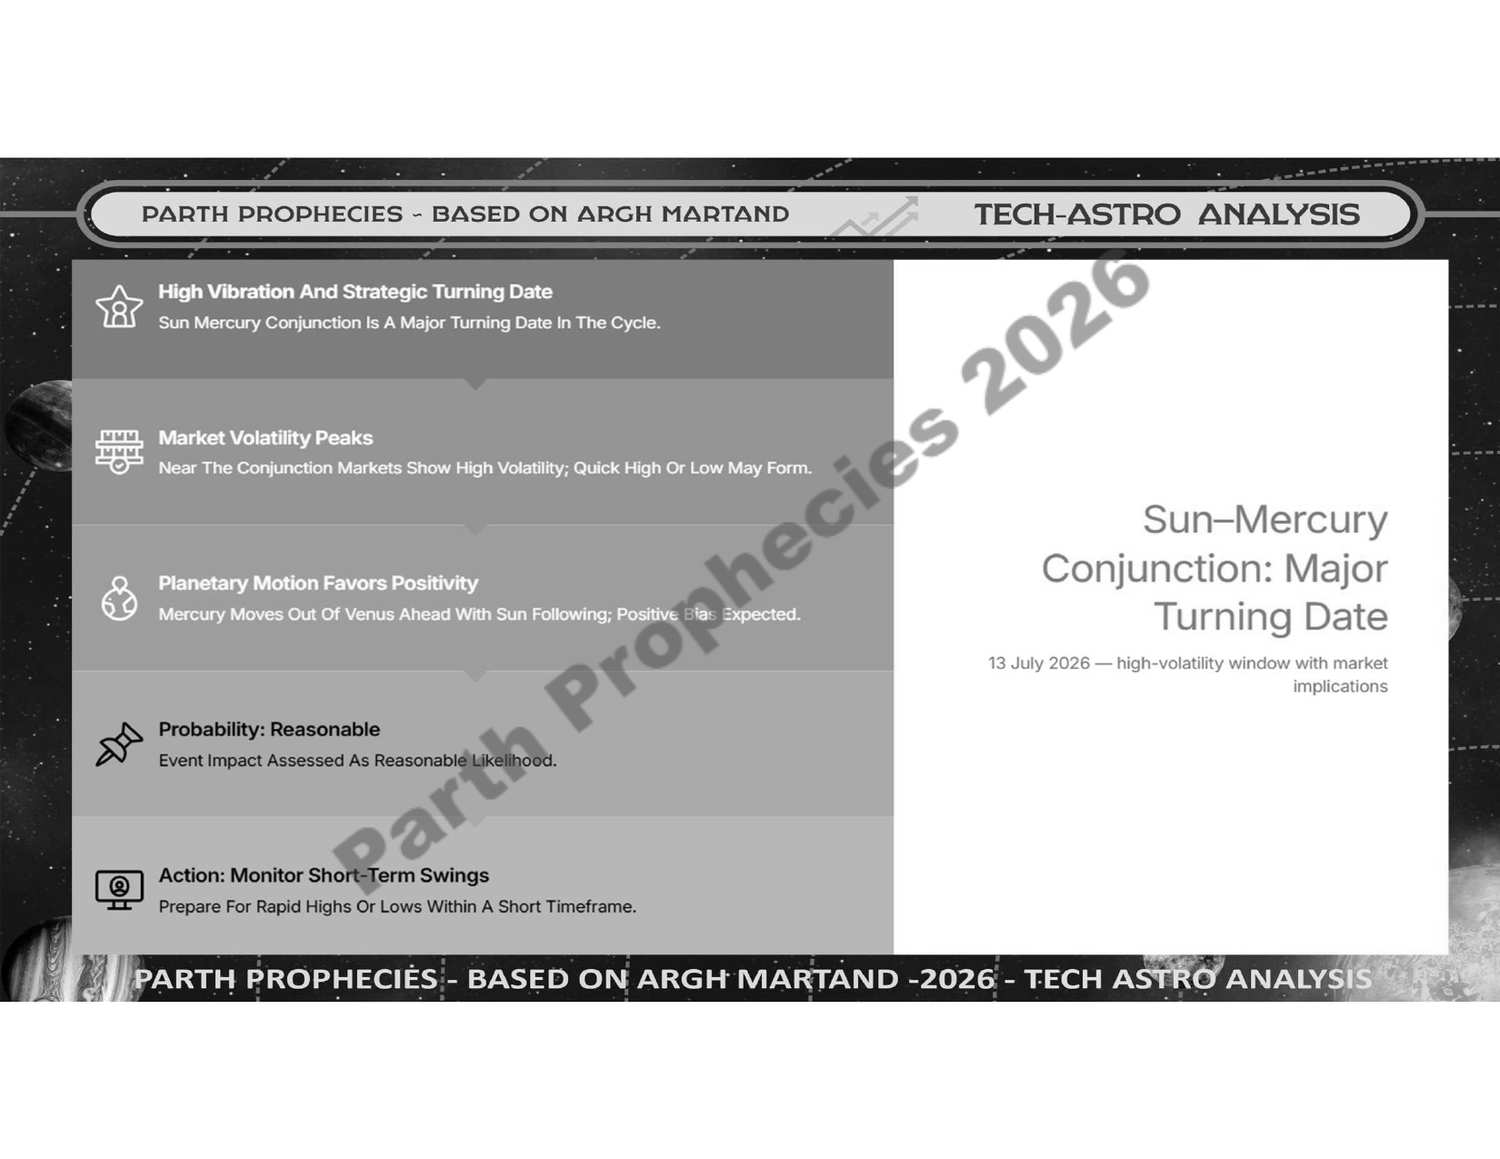 PARTH PROPHECIES ~ BASED ON ARGH MARTAND
TECH-ASTRO ANALYSIS
High Vibration And Strategic Turning Date
Sun Mercury Conjunction Is A Major Turning Date In The Cycle.
Market Volatility Peaks
Near The Conjunction Markets Show High Volatility; Quick High Or Low May Form.
Planetary Motion Favors Positivity
Mercury Moves Out Of Venus Ahead With Sun Following; Positive Bias Expected.
Probability: Reasonable
Event Impact Assessed As Reasonable Likelihood.
Action: Monitor Short-Term Swings
Prepare For Rapid Highs Or Lows Within A Short Timeframe.
Sun–Mercury
Conjunction: Major
Turning Date
13 July 2026 — high-volatility window with market
implications
Parth Prophecies 2026
PARTH PROPHECIES - BASED ON ARGH MARTAND -2026 - TECH ASTRO ANALYSIS